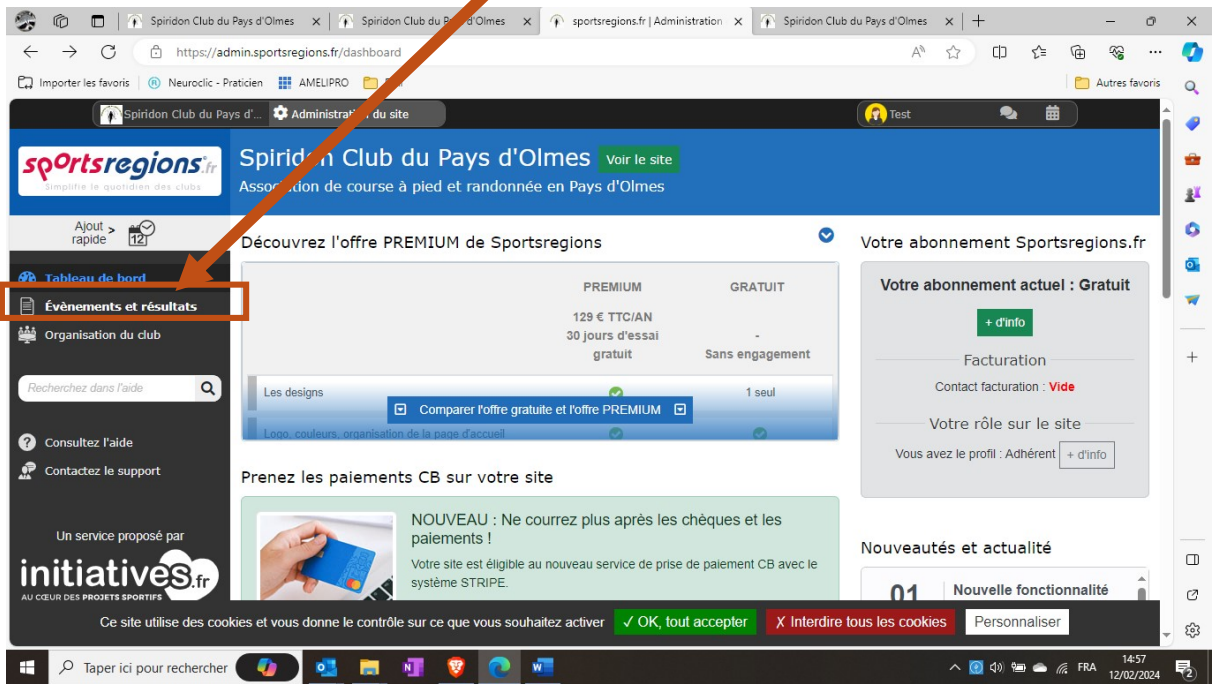 Spiridon Club du Pays d'Olmes
Spiridon Club du Pays d'Olmes
sportsregions.fr | Administration
Spiridon Club du Pays d'Olmes
https://admin.sportsregions.fr/dashboard
Importer les favoris
Neuroclic - Praticien
AMELIPRO
Autres favoris
Spiridon Club du Pays d'...
Administration du site
Test
sportsregions.fr
Simplifie le quotidien des clubs
Spiridon Club du Pays d'Olmes
Voir le site
Association de course à pied et randonnée en Pays d'Olmes
Ajout rapide >
12
Tableau de bord
Évènements et résultats
Organisation du club
Recherchez dans l'aide
? Consultez l'aide
Contactez le support
Un service proposé par
initiatives.fr
AU CŒUR DES PROJETS SPORTIFS
Découvrez l'offre PREMIUM de Sportsregions
PREMIUM GRATUIT
129 € TTC/AN
30 jours d'essai -
gratuit Sans engagement
Les designs 1 seul
Comparer l'offre gratuite et l'offre PREMIUM
Logo, couleurs, organisation de la page d'accueil
Prenez les paiements CB sur votre site
NOUVEAU : Ne courrez plus après les chèques et les
paiements !
Votre site est éligible au nouveau service de prise de paiement CB avec le
système STRIPE.
Votre abonnement Sportsregions.fr
Votre abonnement actuel : Gratuit
+ d'info
Facturation
Contact facturation : Vide
Votre rôle sur le site
Vous avez le profil : Adhérent + d'info
Nouveautés et actualité
01 Nouvelle fonctionnalité
Ce site utilise des cookies et vous donne le contrôle sur ce que vous souhaitez activer
✓ OK, tout accepter
✗ Interdire tous les cookies
Personnaliser
Taper ici pour rechercher
FRA
14:57
12/02/2024
2